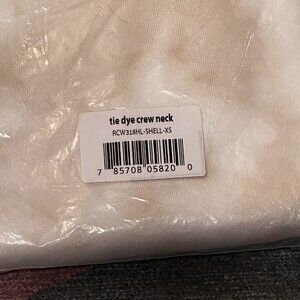 tie dye crew neck
RCW318HL-SHELL-XS
7 85708 05820 0